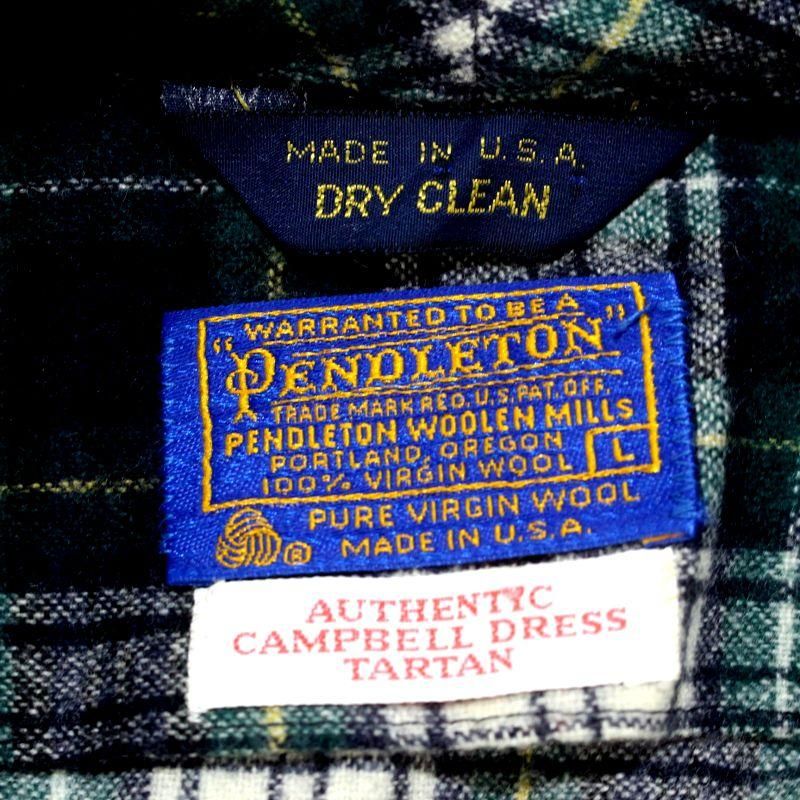 MADE IN U.S.A.
DRY CLEAN
WARRANTED TO BE A
"PENDLETON"
TRADE MARK REG. U.S. PAT. OFF.
PENDLETON WOOLEN MILLS
PORTLAND, OREGON
100% VIRGIN WOOL
L
PURE VIRGIN WOOL
® MADE IN U.S.A.
AUTHENTIC
CAMPBELL DRESS
TARTAN